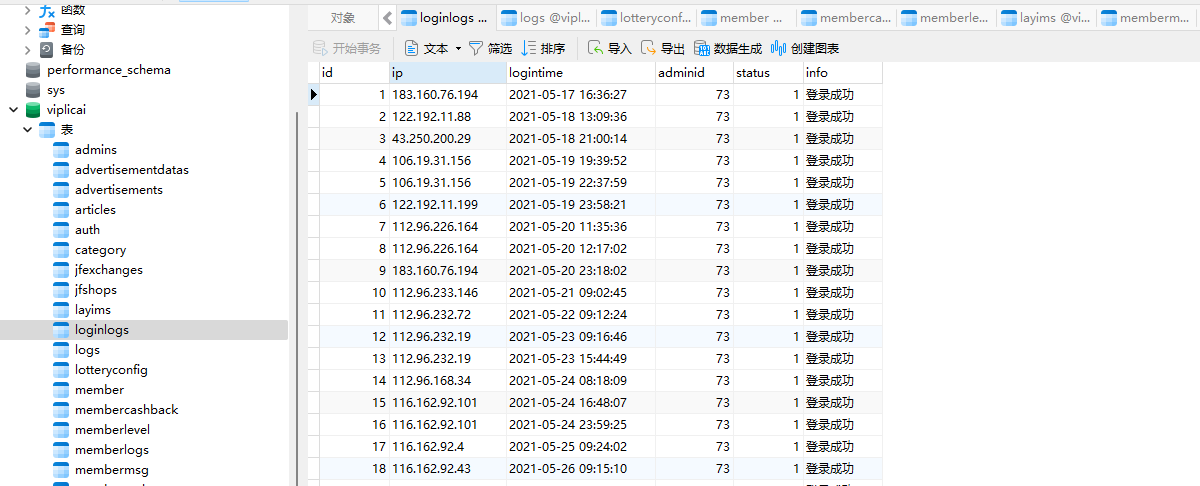 函数
查询
备份
performance_schema
sys
viplicai
表
admins
advertisementdatas
advertisements
articles
auth
category
jfexchanges
jfshops
layims
loginlogs
logs
lotteryconfig
member
membercashback
memberlevel
memberlogs
membermsg
对象 loginlogs ... logs @vipl... lotteryconf... member ... memberca... memberle... layims @vi... memberm...
开始事务 文本 筛选 排序 导入 导出 数据生成 创建图表
id ip logintime adminid status info
1 183.160.76.194 2021-05-17 16:36:27 73 1 登录成功
2 122.192.11.88 2021-05-18 13:09:36 73 1 登录成功
3 43.250.200.29 2021-05-18 21:00:14 73 1 登录成功
4 106.19.31.156 2021-05-19 19:39:52 73 1 登录成功
5 106.19.31.156 2021-05-19 22:37:59 73 1 登录成功
6 122.192.11.199 2021-05-19 23:58:21 73 1 登录成功
7 112.96.226.164 2021-05-20 11:35:36 73 1 登录成功
8 112.96.226.164 2021-05-20 12:17:02 73 1 登录成功
9 183.160.76.194 2021-05-20 23:18:02 73 1 登录成功
10 112.96.233.146 2021-05-21 09:02:45 73 1 登录成功
11 112.96.232.72 2021-05-22 09:12:24 73 1 登录成功
12 112.96.232.19 2021-05-23 09:16:46 73 1 登录成功
13 112.96.232.19 2021-05-23 15:44:49 73 1 登录成功
14 112.96.168.34 2021-05-24 08:18:09 73 1 登录成功
15 116.162.92.101 2021-05-24 16:48:07 73 1 登录成功
16 116.162.92.101 2021-05-24 23:59:25 73 1 登录成功
17 116.162.92.4 2021-05-25 09:24:02 73 1 登录成功
18 116.162.92.43 2021-05-26 09:15:10 73 1 登录成功